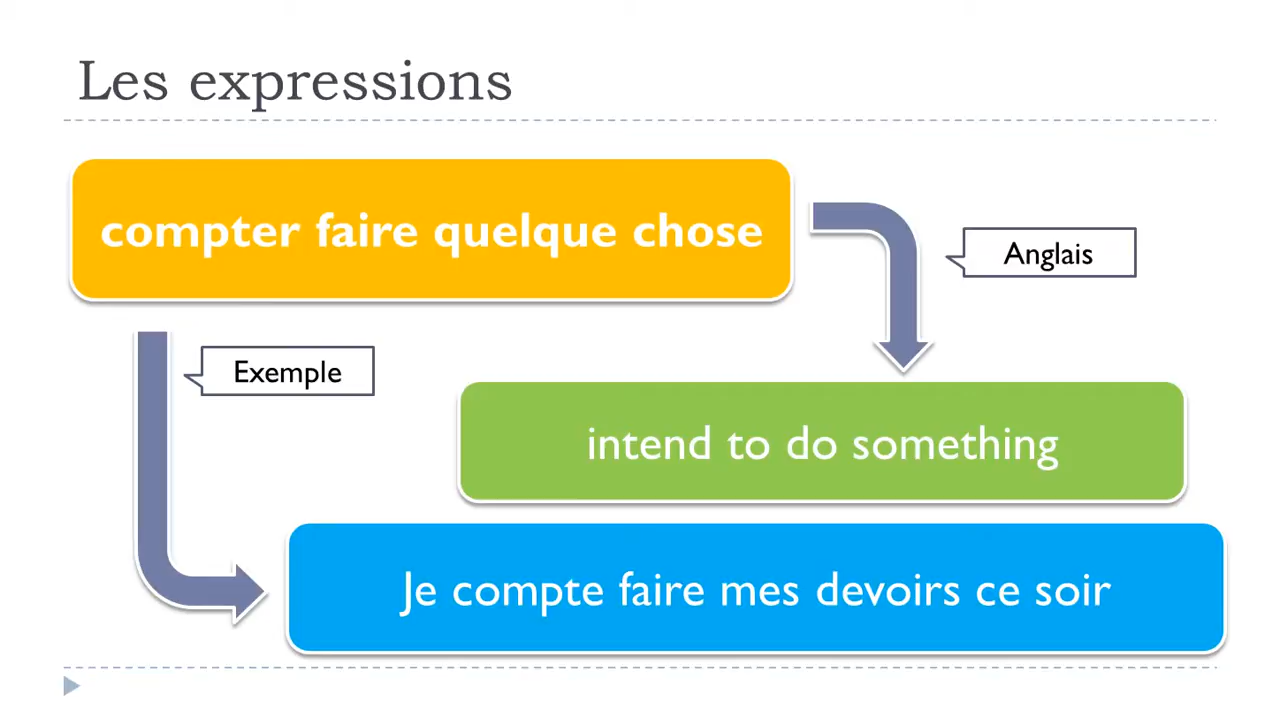 Les expressions
compter faire quelque chose
Anglais
Exemple
intend to do something
Je compte faire mes devoirs ce soir